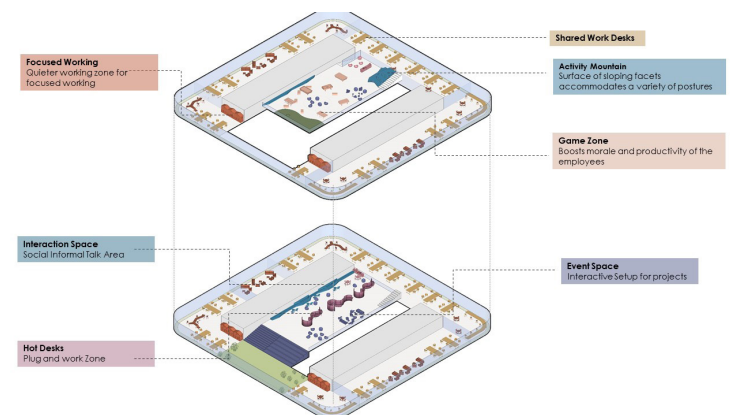 Shared Work Desks
Focused Working
Quieter working zone for
focused working
Activity Mountain
Surface of sloping facets
accommodates a variety of postures
Game Zone
Boosts morale and productivity of the
employees
Interaction Space
Social Informal Talk Area
Event Space
Interactive Setup for projects
Hot Desks
Plug and work Zone